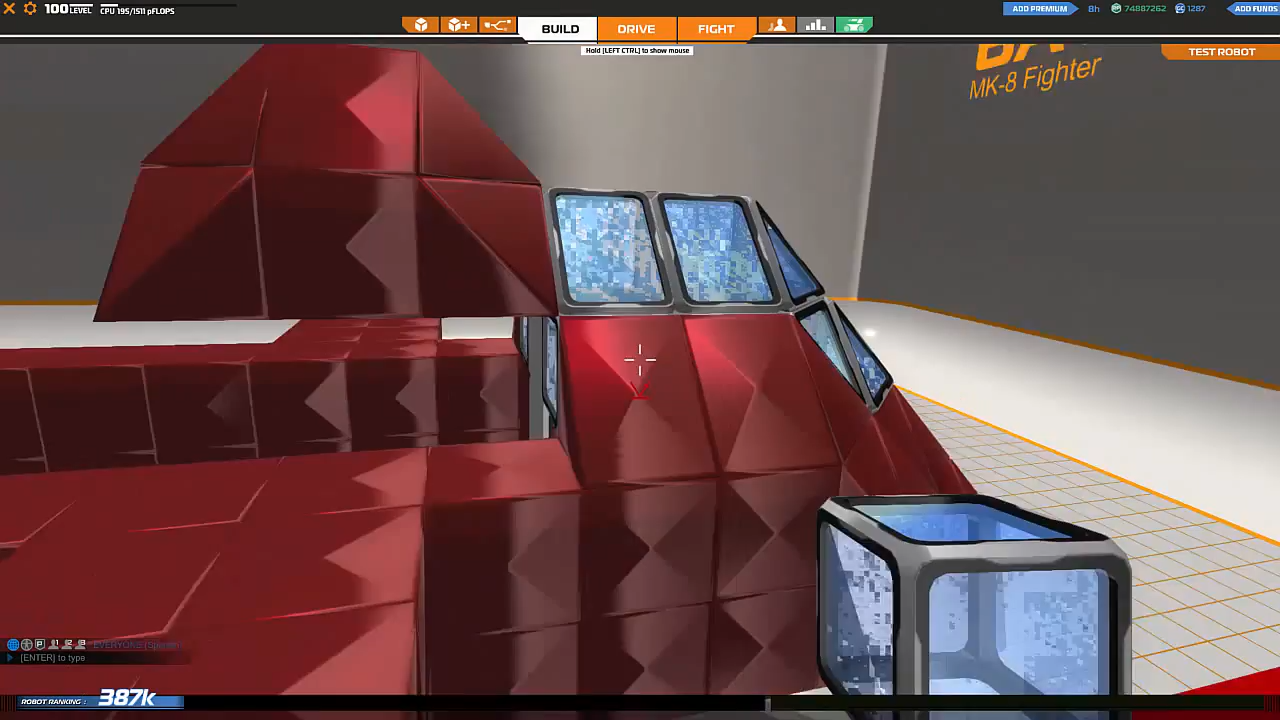 100 LEVEL
CPU 195/1511 pFLOPS
BUILD
DRIVE
FIGHT
ADD PREMIUM
8h
74887262
1287
ADD FUNDS
Hold [LEFT CTRL] to show mouse
TEST ROBOT
MK-8 Fighter
[ENTER] to type
ROBOT RANKING : 387k